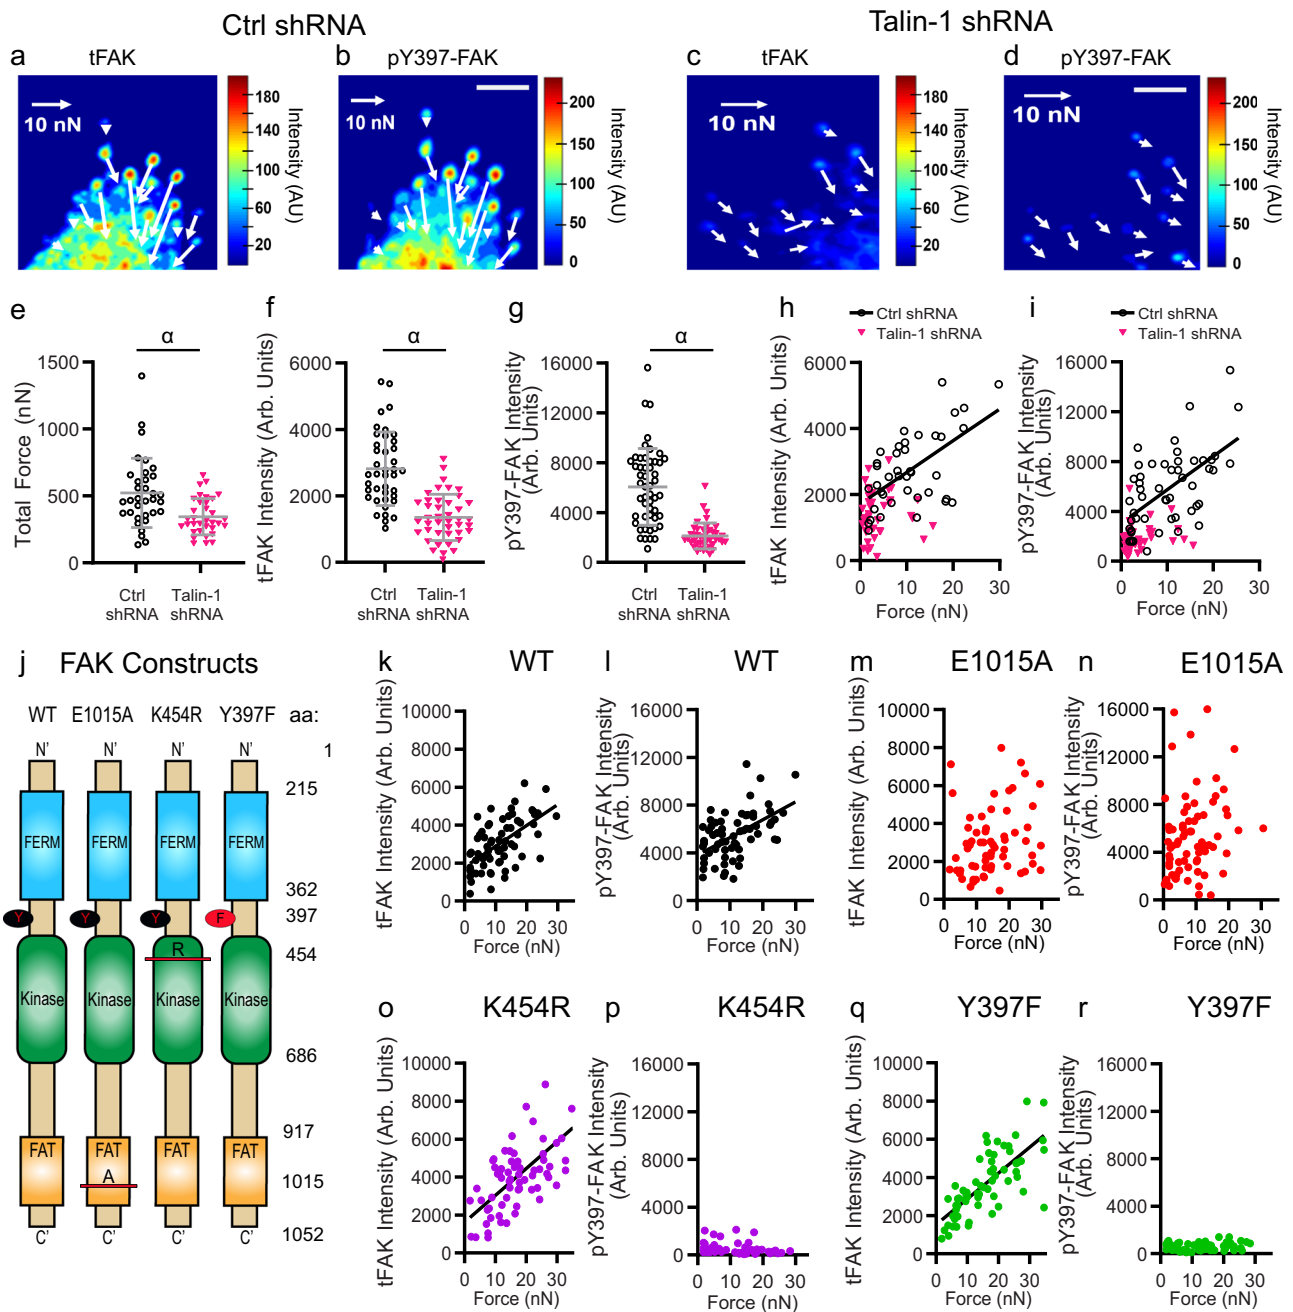 Ctrl shRNA
Talin-1 shRNA
a tFAK
b pY397-FAK
c tFAK
d pY397-FAK
10 nN
180
140
100
60
20
Intensity (AU)
10 nN
200
150
100
50
0
Intensity (AU)
10 nN
180
140
100
60
20
Intensity (AU)
10 nN
200
150
100
50
0
Intensity (AU)
e
α
Total Force (nN)
1500
1000
500
0
Ctrl shRNA
Talin-1 shRNA
f
α
tFAK Intensity (Arb. Units)
6000
4000
2000
0
Ctrl shRNA
Talin-1 shRNA
g
α
pY397-FAK Intensity
(Arb. Units)
16000
12000
8000
4000
0
Ctrl shRNA
Talin-1 shRNA
h
Ctrl shRNA
Talin-1 shRNA
tFAK Intensity (Arb. Units)
6000
4000
2000
0
0 10 20 30
Force (nN)
i
Ctrl shRNA
Talin-1 shRNA
pY397-FAK Intensity
(Arb. Units)
16000
12000
8000
4000
0
0 10 20 30
Force (nN)
j FAK Constructs
WT E1015A K454R Y397F aa:
N' N' N' N' 1
215
FERM FERM FERM FERM
362
Y Y Y F 397
R 454
Kinase Kinase Kinase Kinase
686
917
FAT FAT FAT FAT
A 1015
C' C' C' C' 1052
k WT
tFAK Intensity (Arb. Units)
10000
8000
6000
4000
2000
0
0 10 20 30
Force (nN)
l WT
pY397-FAK Intensity
(Arb. Units)
16000
12000
8000
4000
0
0 10 20 30
Force (nN)
m E1015A
tFAK Intensity (Arb. Units)
10000
8000
6000
4000
2000
0
0 10 20 30
Force (nN)
n E1015A
pY397-FAK Intensity
(Arb. Units)
16000
12000
8000
4000
0
0 10 20 30
Force (nN)
o K454R
tFAK Intensity (Arb. Units)
10000
8000
6000
4000
2000
0
0 10 20 30
Force (nN)
p K454R
pY397-FAK Intensity
(Arb. Units)
16000
12000
8000
4000
0
0 10 20 30
Force (nN)
q Y397F
tFAK Intensity (Arb. Units)
10000
8000
6000
4000
2000
0
0 10 20 30
Force (nN)
r Y397F
pY397-FAK Intensity
(Arb. Units)
16000
12000
8000
4000
0
0 10 20 30
Force (nN)